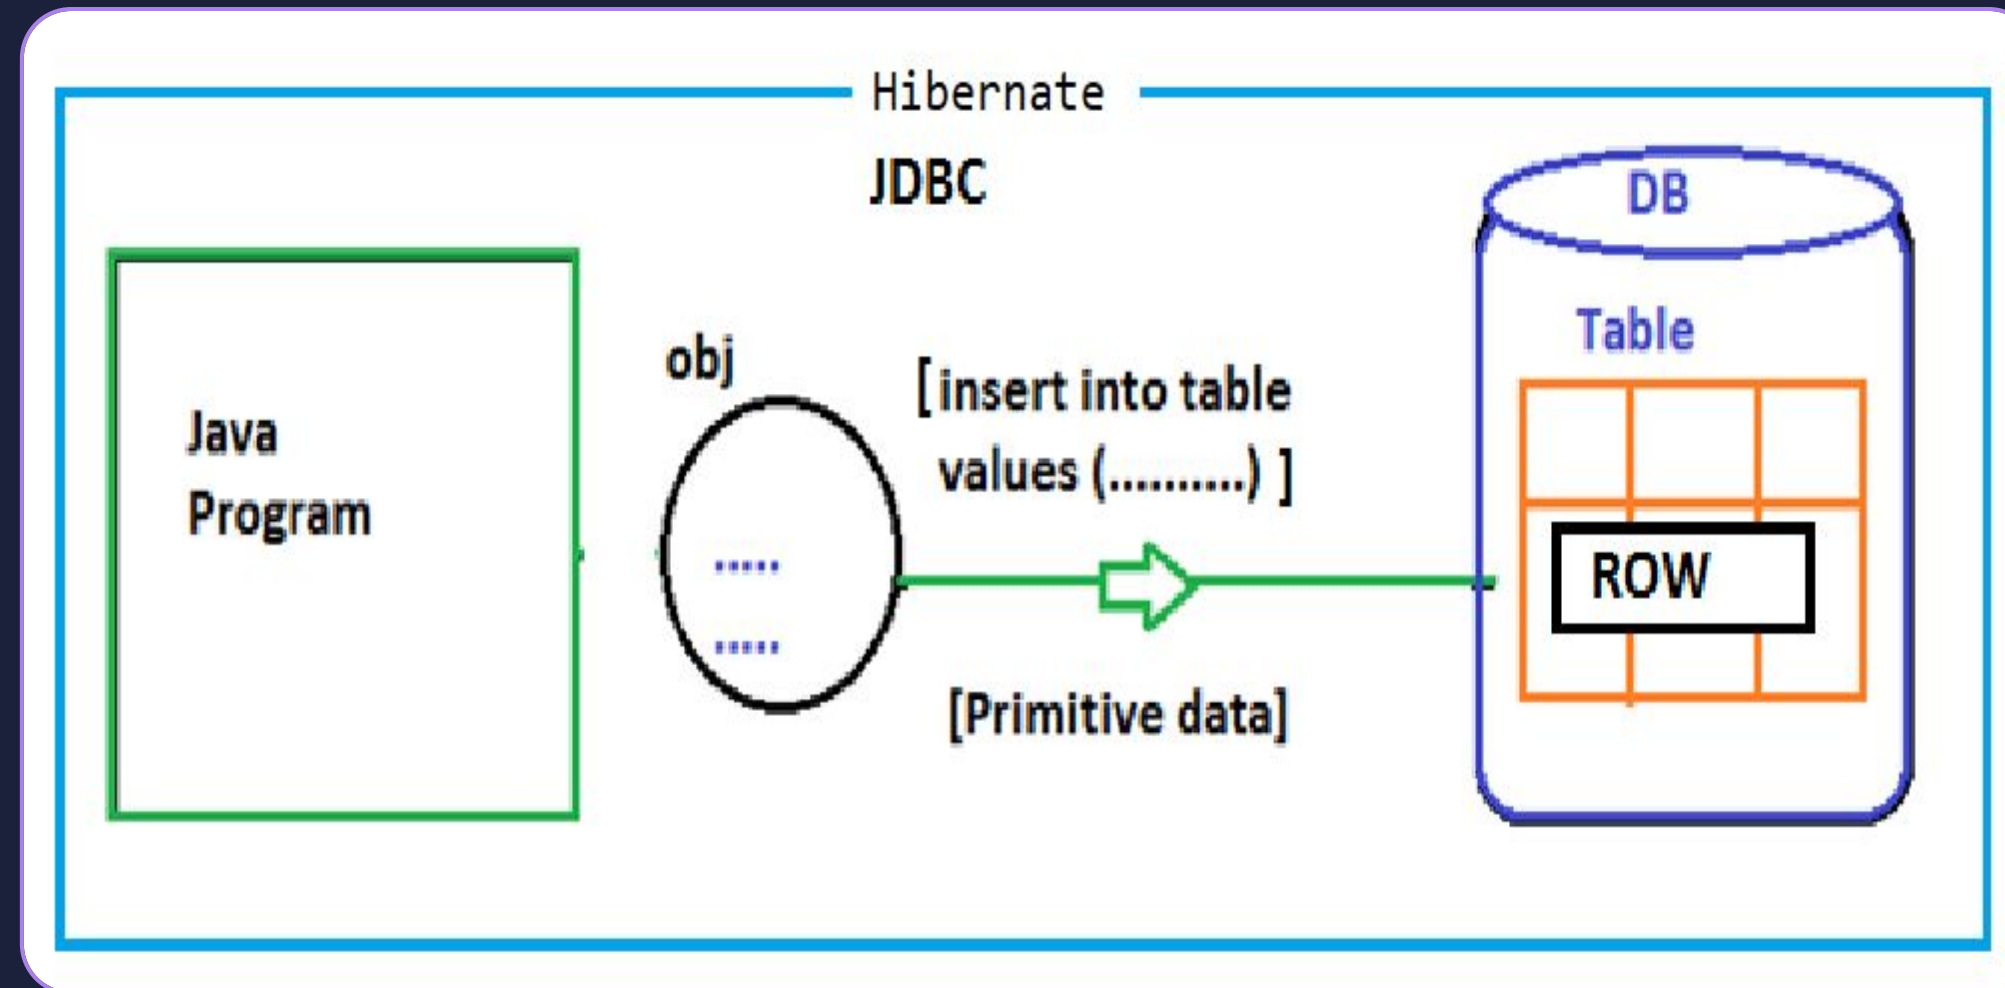 Hibernate
JDBC
DB
Table
obj
[insert into table
values (..........) ]
Java
Program
.....
.....
ROW
[Primitive data]